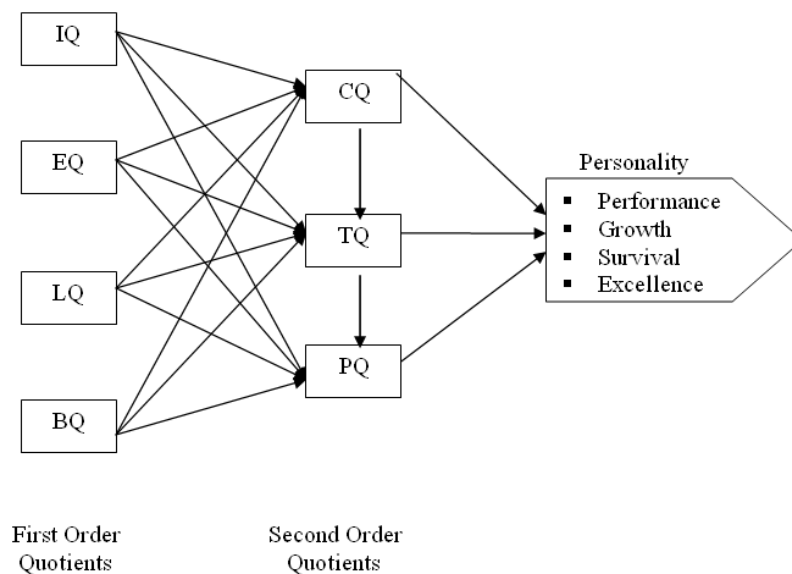 IQ
EQ
LQ
BQ
CQ
TQ
PQ
Personality
▪ Performance
▪ Growth
▪ Survival
▪ Excellence
First Order
Quotients
Second Order
Quotients